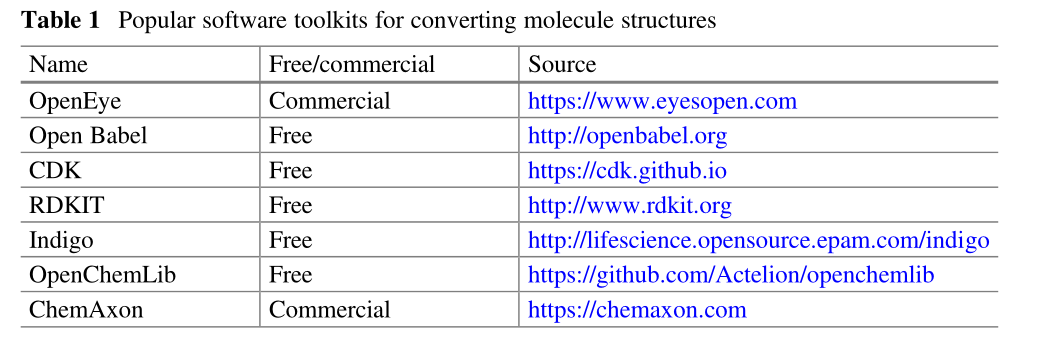 Table 1 Popular software toolkits for converting molecule structures
Name Free/commercial Source
OpenEye Commercial https://www.eyesopen.com
Open Babel Free http://openbabel.org
CDK Free https://cdk.github.io
RDKIT Free http://www.rdkit.org
Indigo Free http://lifescience.opensource.epam.com/indigo
OpenChemLib Free https://github.com/Actelion/openchemlib
ChemAxon Commercial https://chemaxon.com